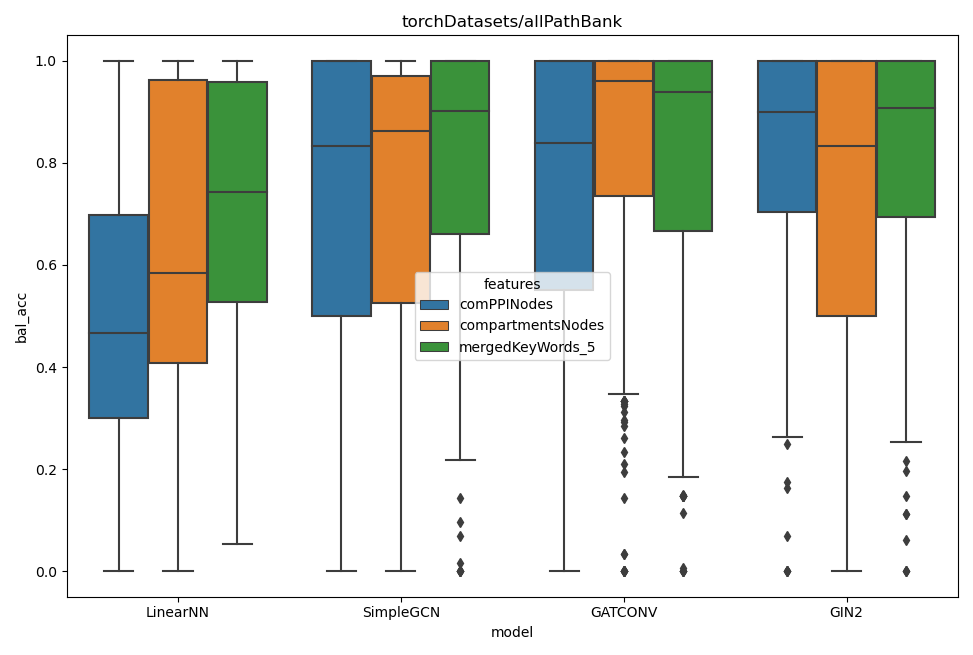 torchDatasets/allPathBank
bal_acc
1.0
0.8
0.6
0.4
0.2
0.0
features
comPPINodes
compartmentsNodes
mergedKeyWords_5
LinearNN
SimpleGCN
GATCONV
GIN2
model